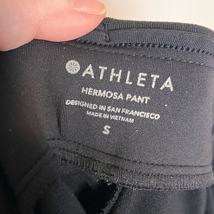 ATHLETA
HERMOSA PANT
DESIGNED IN SAN FRANCISCO
MADE IN VIETNAM
S